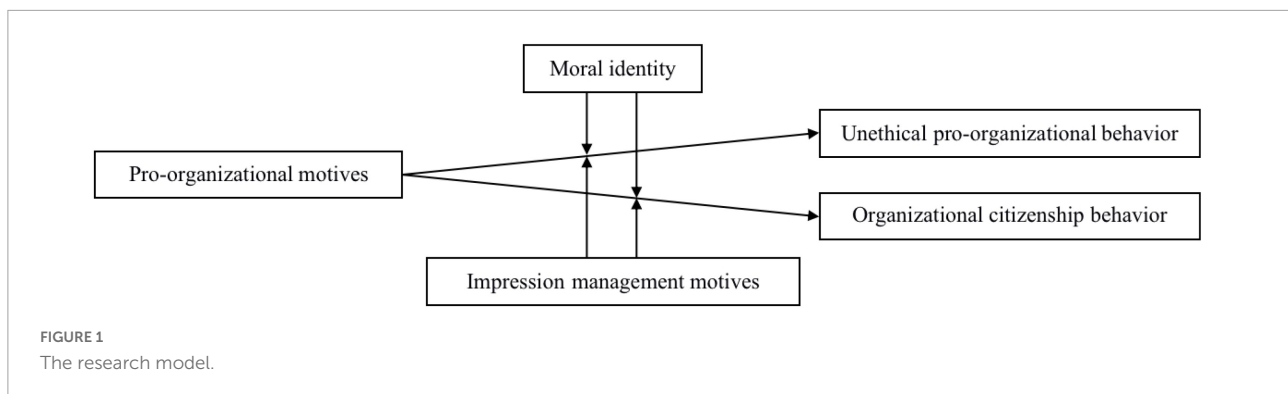 Moral identity
Unethical pro-organizational behavior
Pro-organizational motives
Organizational citizenship behavior
Impression management motives
FIGURE 1
The research model.